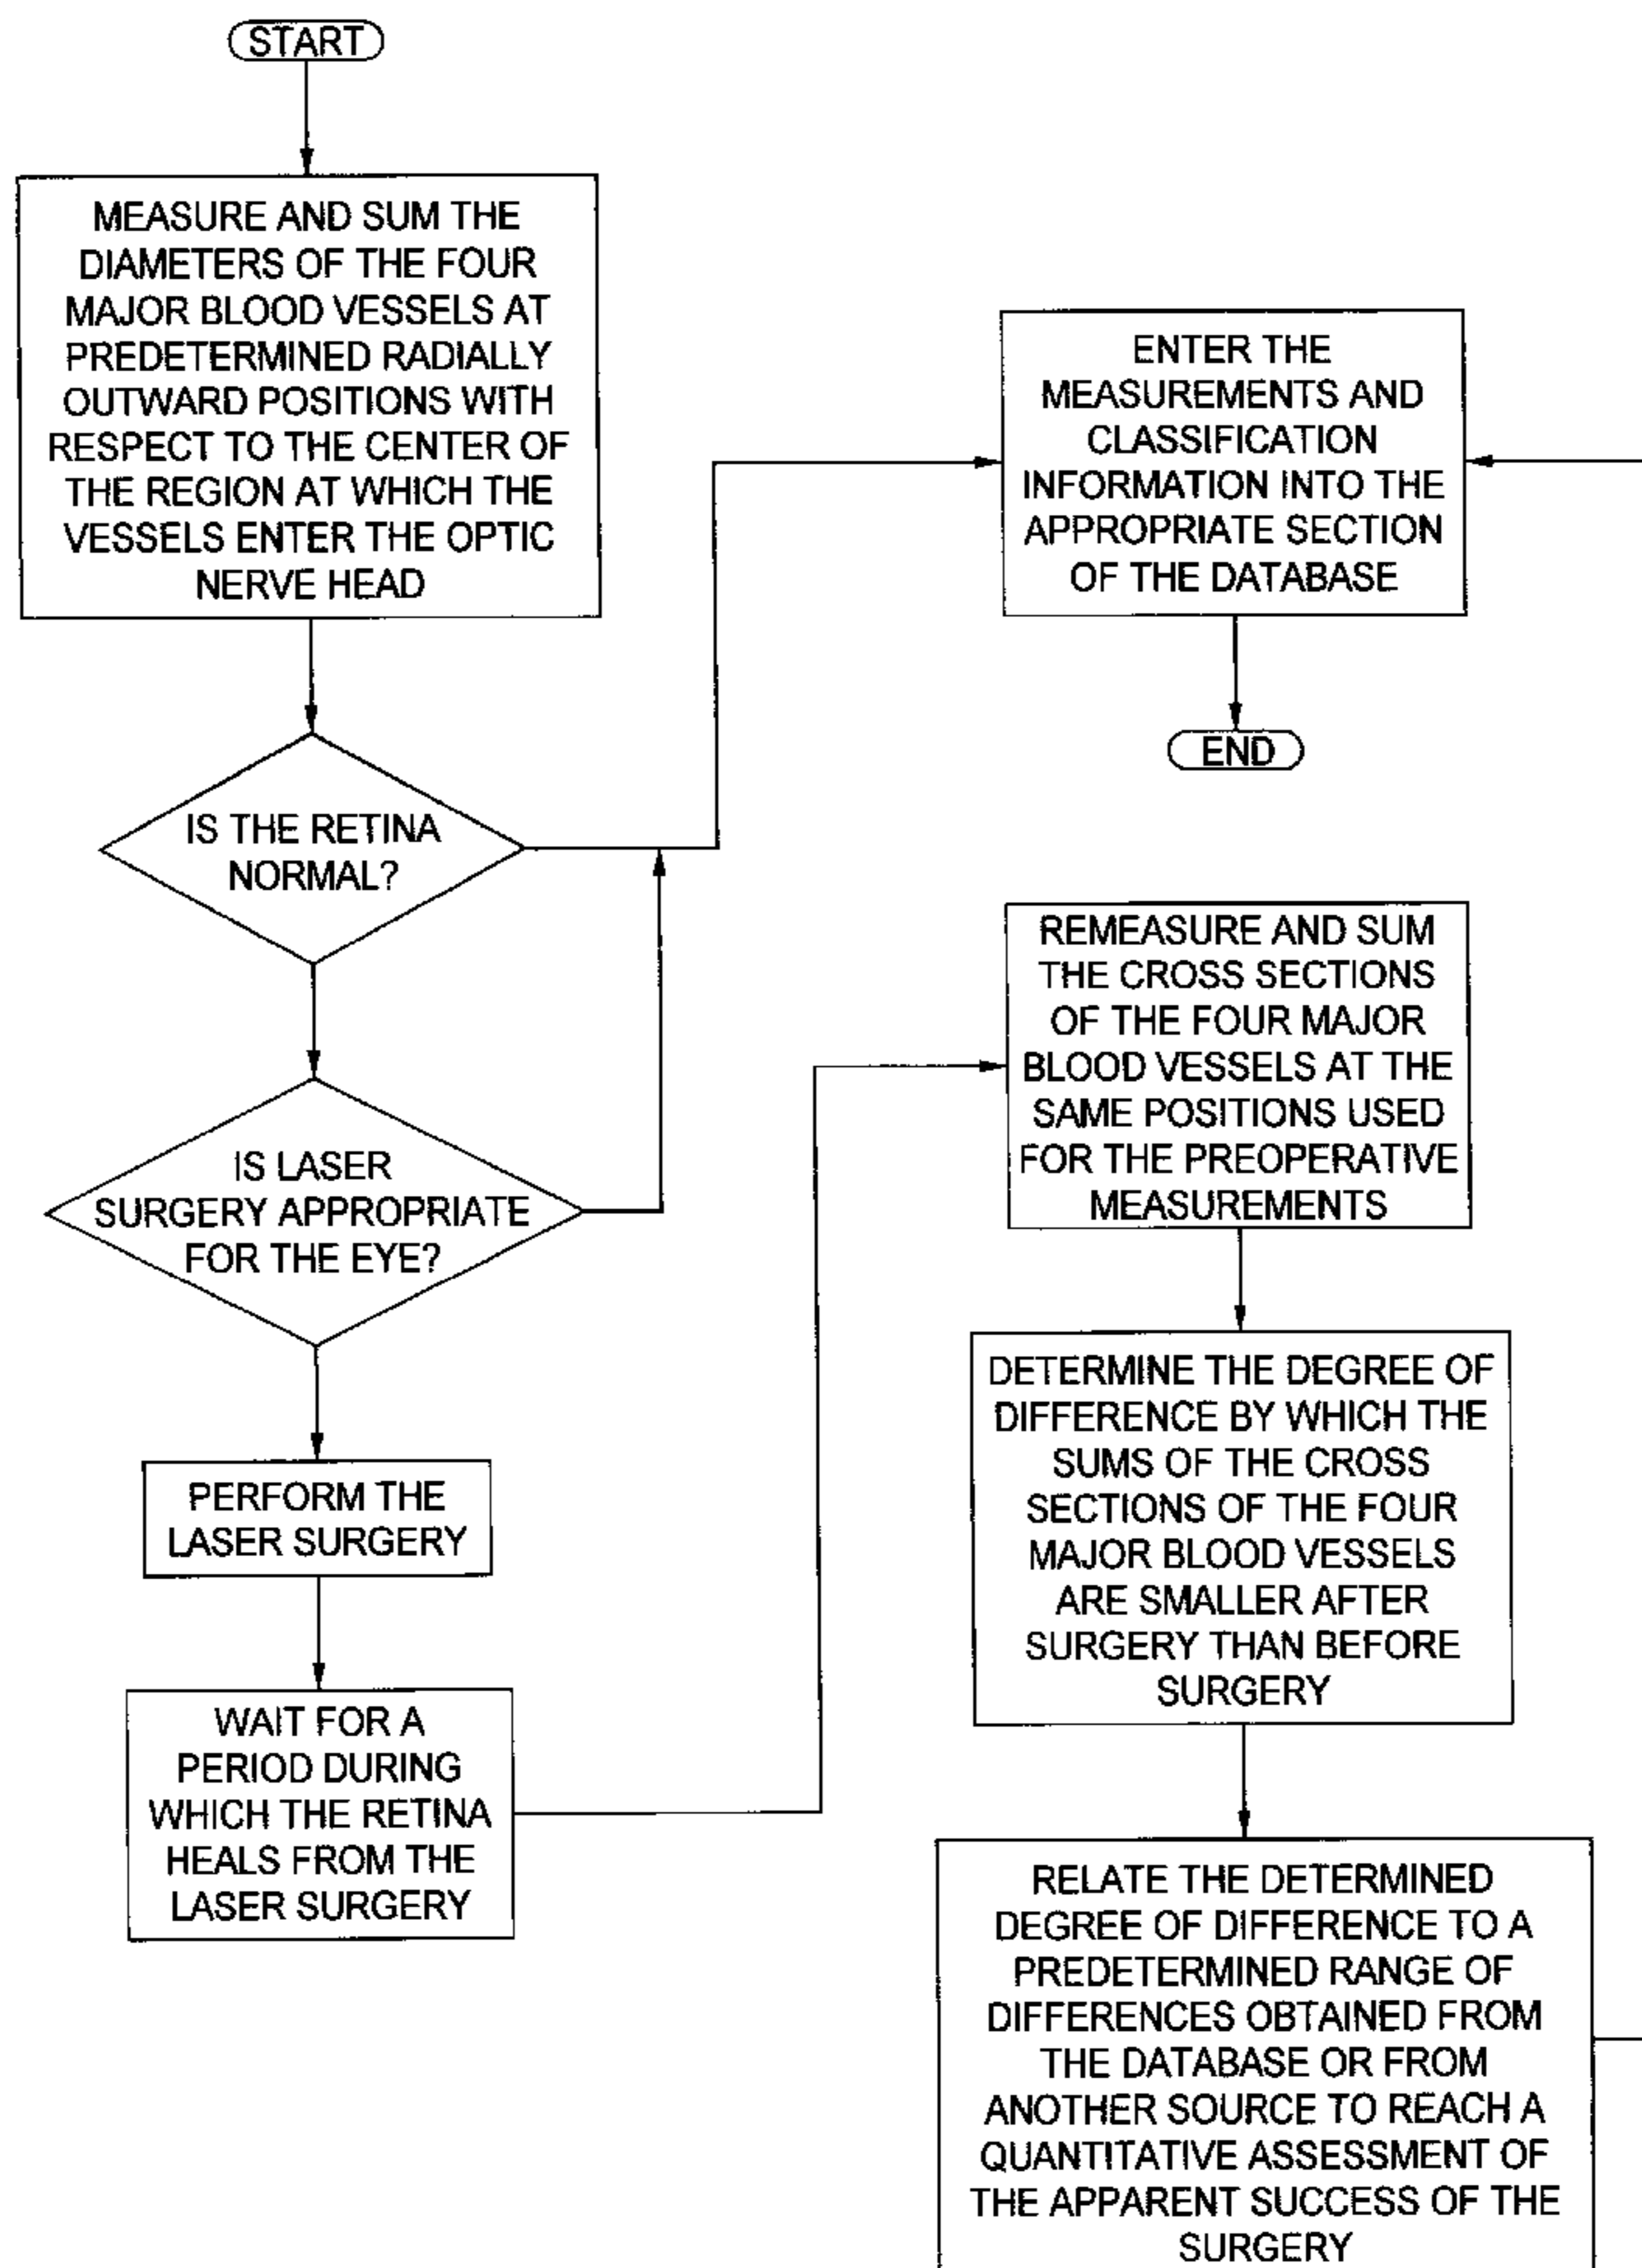 START
MEASURE AND SUM THE
DIAMETERS OF THE FOUR
MAJOR BLOOD VESSELS AT
PREDETERMINED RADIALLY
OUTWARD POSITIONS WITH
RESPECT TO THE CENTER OF
THE REGION AT WHICH THE
VESSELS ENTER THE OPTIC
NERVE HEAD
IS THE RETINA
NORMAL?
IS LASER
SURGERY APPROPRIATE
FOR THE EYE?
PERFORM THE
LASER SURGERY
WAIT FOR A
PERIOD DURING
WHICH THE RETINA
HEALS FROM THE
LASER SURGERY
ENTER THE
MEASUREMENTS AND
CLASSIFICATION
INFORMATION INTO THE
APPROPRIATE SECTION
OF THE DATABASE
END
REMEASURE AND SUM
THE CROSS SECTIONS
OF THE FOUR MAJOR
BLOOD VESSELS AT THE
SAME POSITIONS USED
FOR THE PREOPERATIVE
MEASUREMENTS
DETERMINE THE DEGREE OF
DIFFERENCE BY WHICH THE
SUMS OF THE CROSS
SECTIONS OF THE FOUR
MAJOR BLOOD VESSELS
ARE SMALLER AFTER
SURGERY THAN BEFORE
SURGERY
RELATE THE DETERMINED
DEGREE OF DIFFERENCE TO A
PREDETERMINED RANGE OF
DIFFERENCES OBTAINED FROM
THE DATABASE OR FROM
ANOTHER SOURCE TO REACH A
QUANTITATIVE ASSESSMENT OF
THE APPARENT SUCCESS OF THE
SURGERY